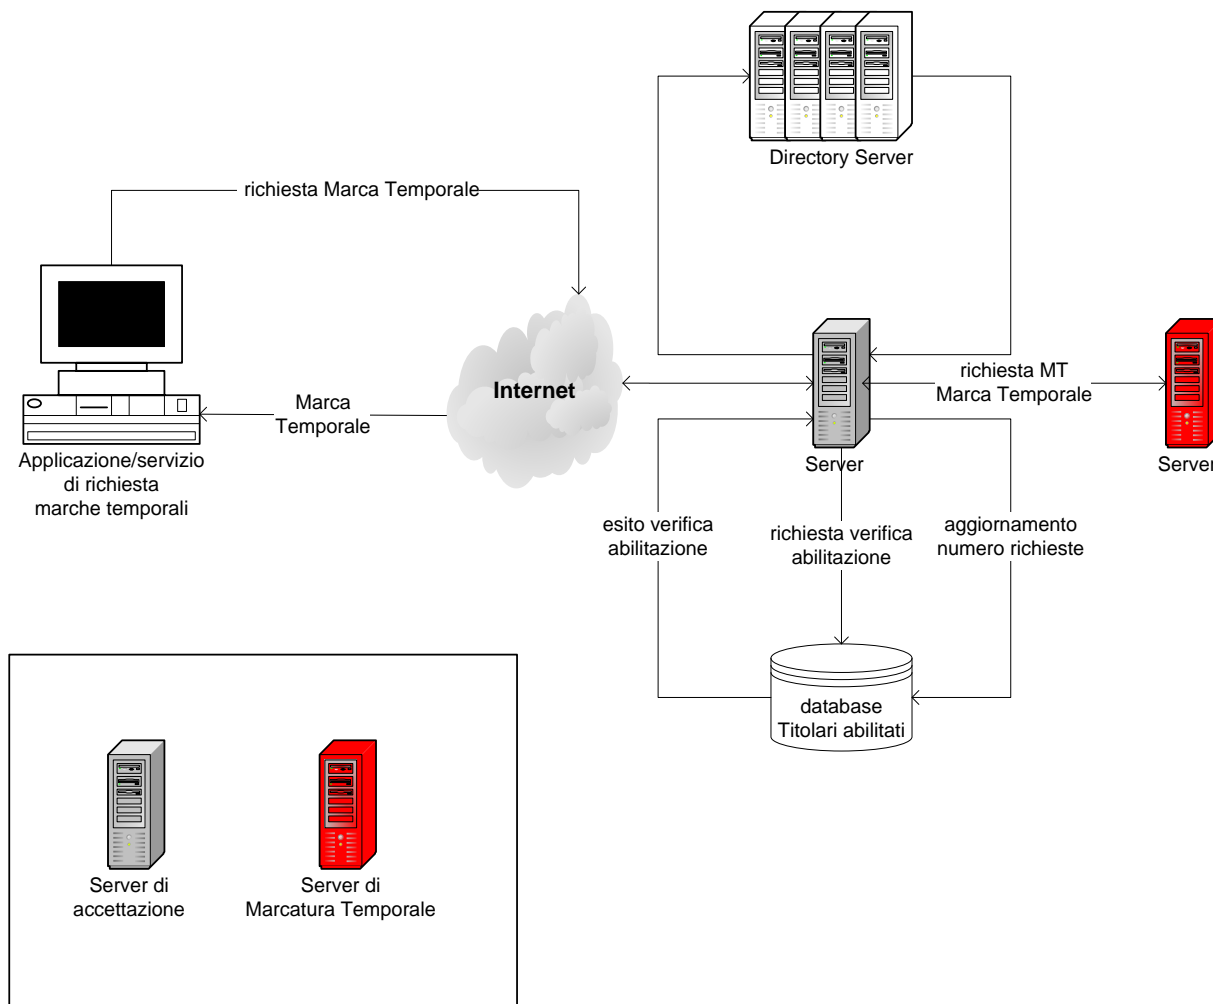 Directory Server
richiesta Marca Temporale
Internet
richiesta MT
Marca Temporale
Marca
Temporale
Applicazione/servizio
di richiesta
marche temporali
Server
Server
esito verifica
abilitazione
richiesta verifica
abilitazione
aggiornamento
numero richieste
database
Titolari abilitati
Server di
accettazione
Server di
Marcatura Temporale